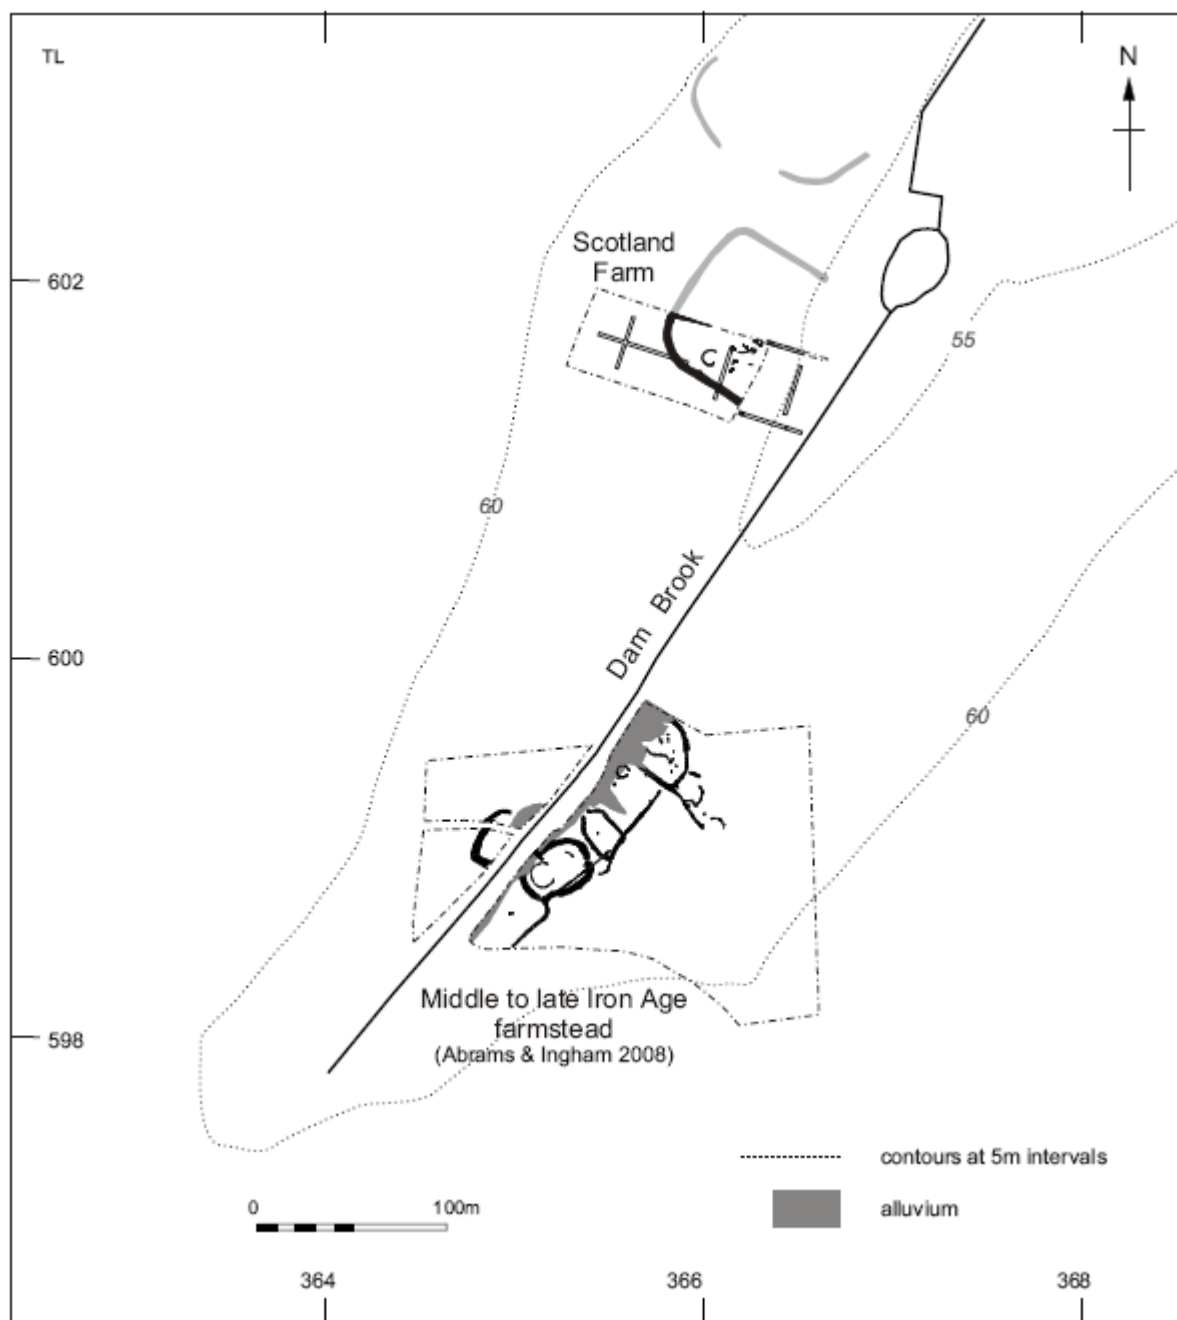 TL
N
Scotland
Farm
602
55
60
Dam Brook
600
60
Middle to late Iron Age
farmstead
(Abrams & Ingham 2008)
598
contours at 5m intervals
0 100m
alluvium
364 366 368